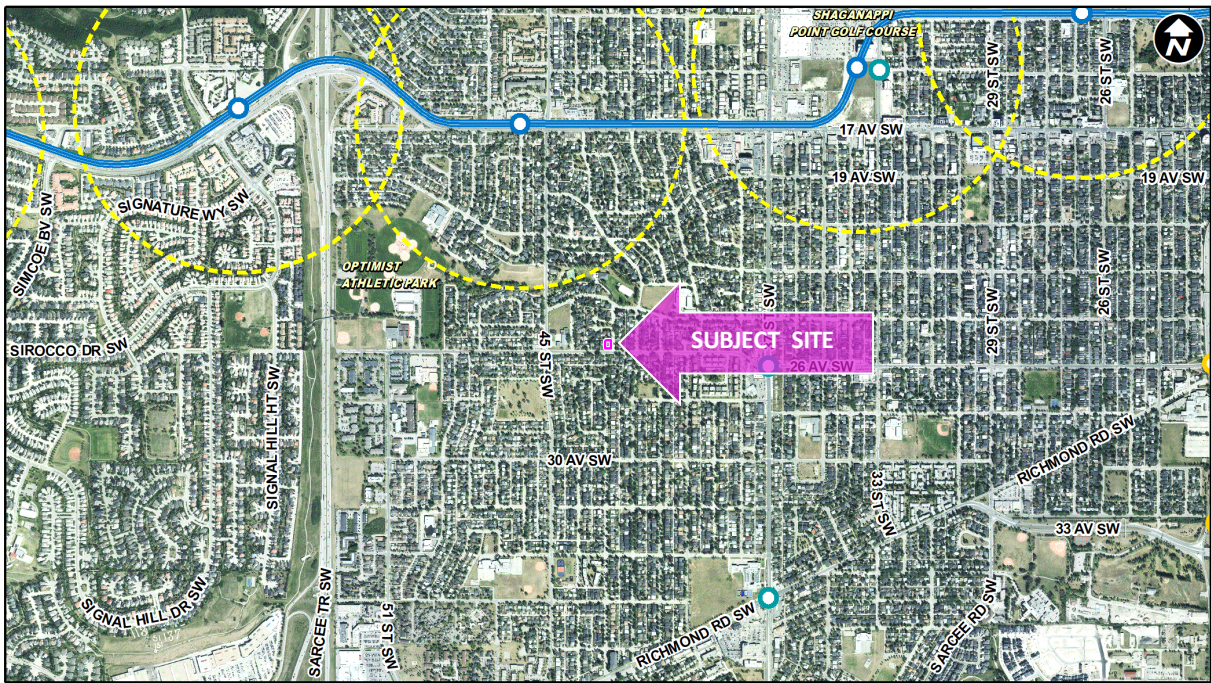 SHAGANAPPI
POINT GOLF COURSE
N
29 ST SW
26 ST SW
17 AV SW
19 AV SW
19 AV SW
SIGNATURE WY SW
SIMCOE BV SW
OPTIMIST
ATHLETIC PARK
26 ST SW
29 ST SW
ST SW
SUBJECT SITE
SIROCCO DR SW
45 ST SW
26 AV SW
SIGNAL HILL HT SW
RICHMOND RD SW
30 AV SW
33 ST SW
33 AV SW
SIGNAL HILL DR SW
SARCEE TR SW
51 ST SW
RICHMOND RD SW
SARCEE RD SW